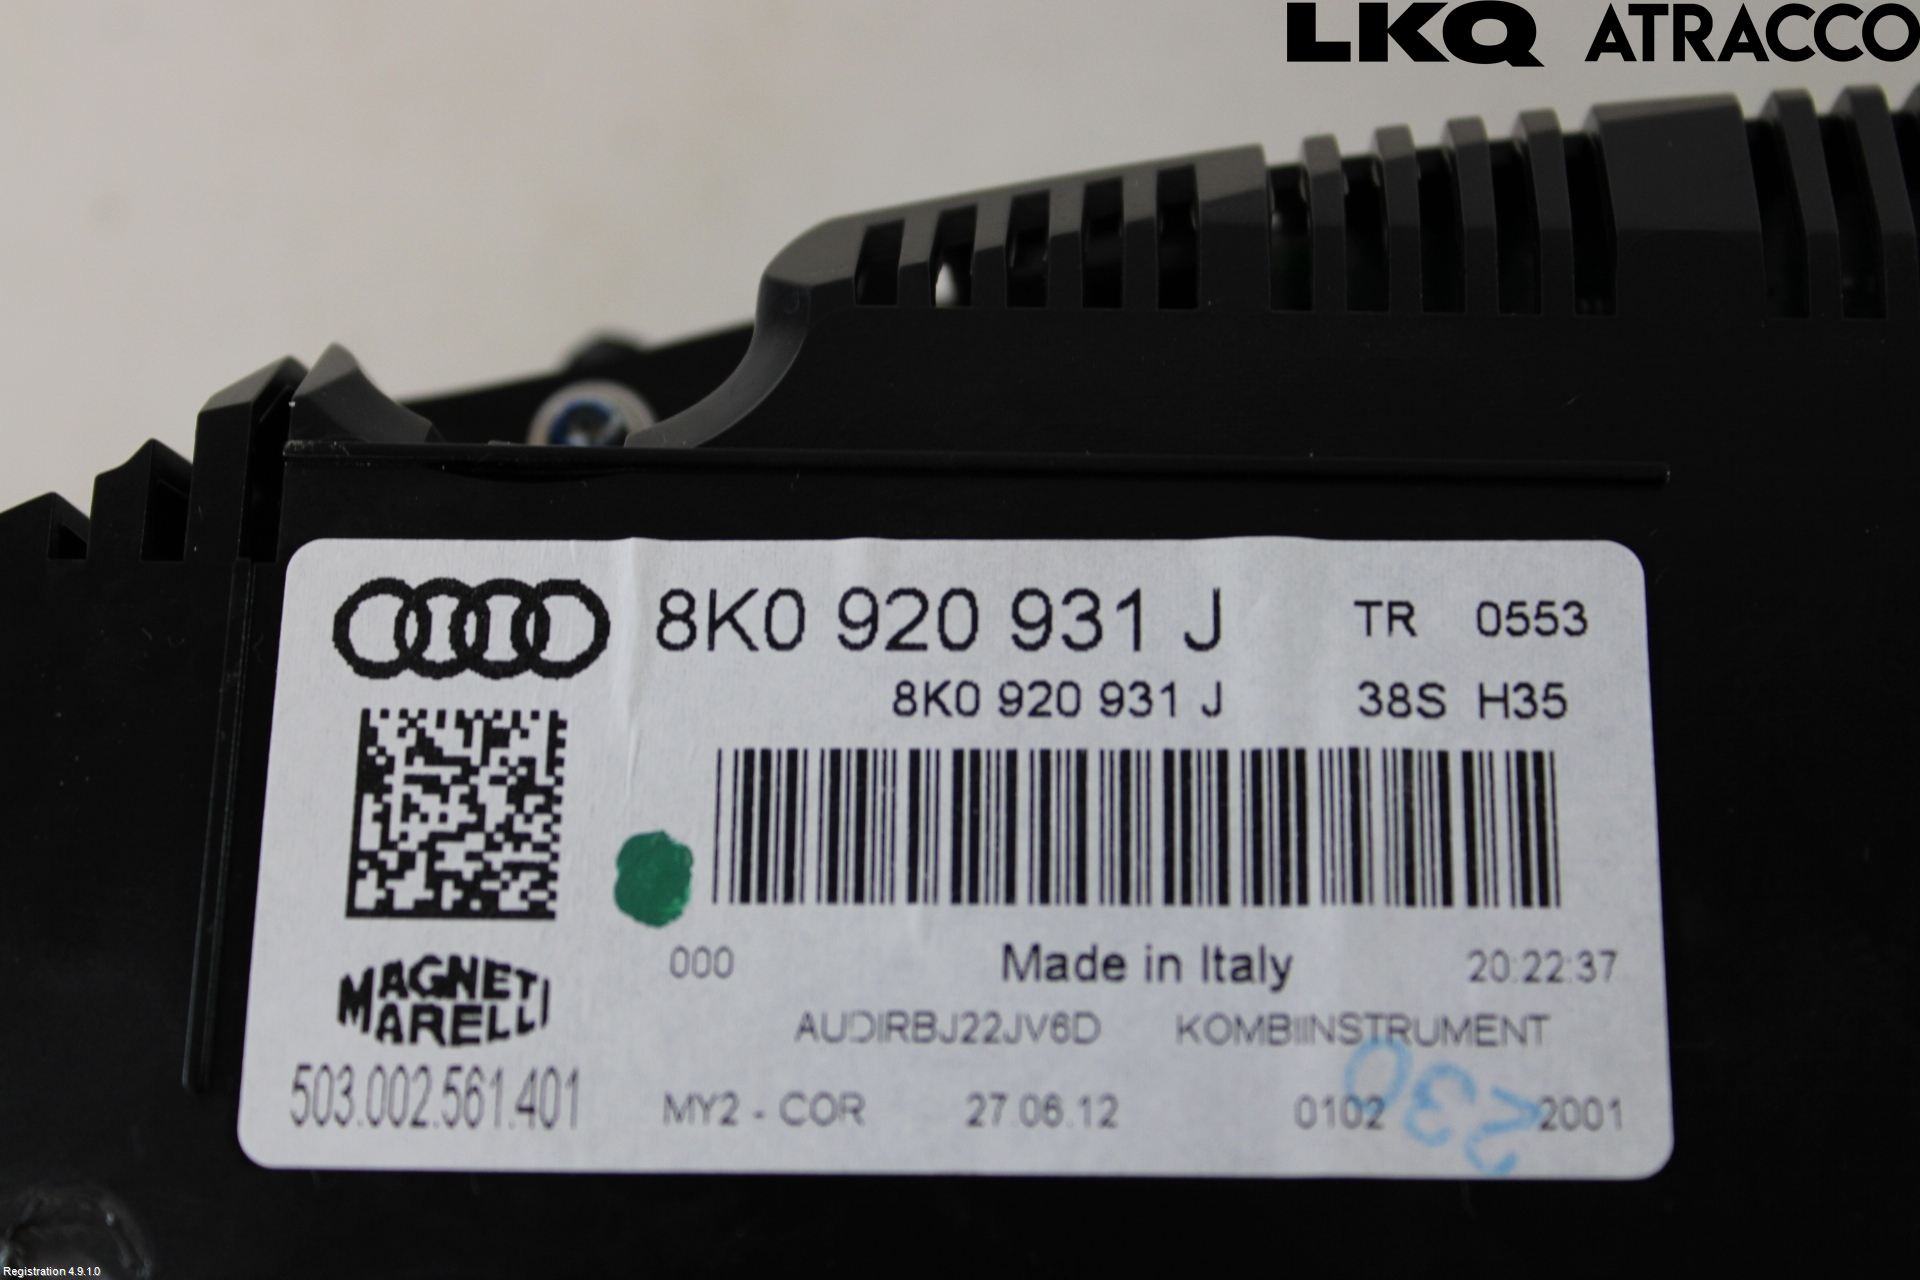 LKQ ATRACCO
8K0 920 931 J TR 0553
8K0 920 931 J 38S H35
000 Made in Italy 20:22:37
MAGNETI MARELLI
AUDIRBJ22JV6D KOMBIINSTRUMENT
503.002.561.401 MY2 - COR 27.06.12 0102 2001
230
Registration 4.9.1.0